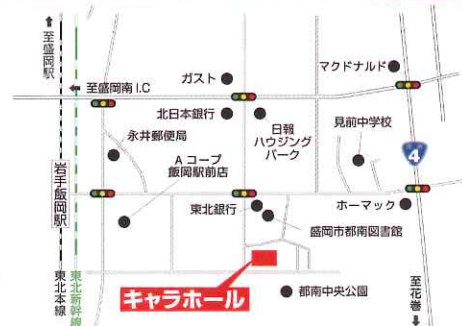 至盛岡駅
至盛岡南I.C
ガスト
マクドナルド
北日本銀行
日報
ハウジング
パーク
見前中学校
永井郵便局
Aコープ
飯岡駅前店
4
岩手飯岡駅
東北銀行
ホーマック
盛岡市都南図書館
キャラホール
都南中央公園
東北本線
東北新幹線
至花巻